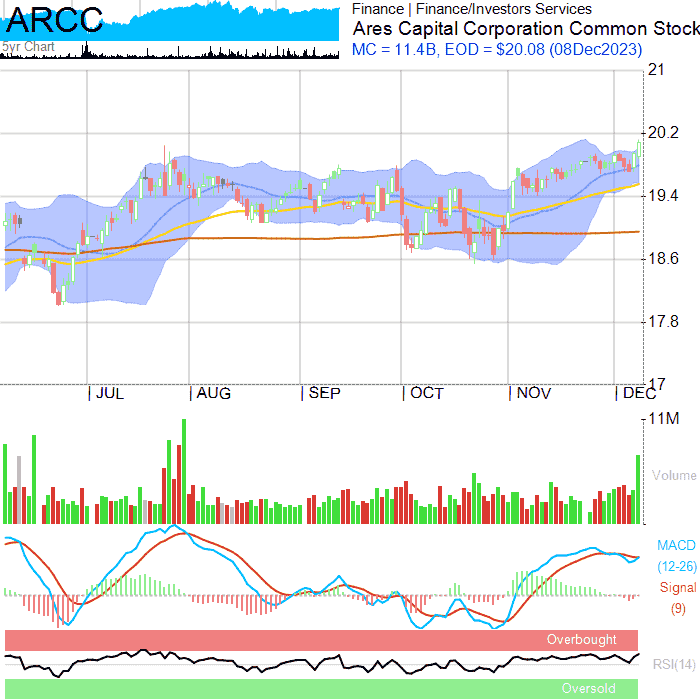 ARCC
5yr Chart
Finance | Finance/Investors Services
Ares Capital Corporation Common Stock
MC = 11.4B, EOD = $20.08 (08Dec2023)
21
20.2
19.4
18.6
17.8
17
JUL
AUG
SEP
OCT
NOV
DEC
11M
Volume
MACD
(12-26)
Signal
(9)
Overbought
RSI(14)
Oversold